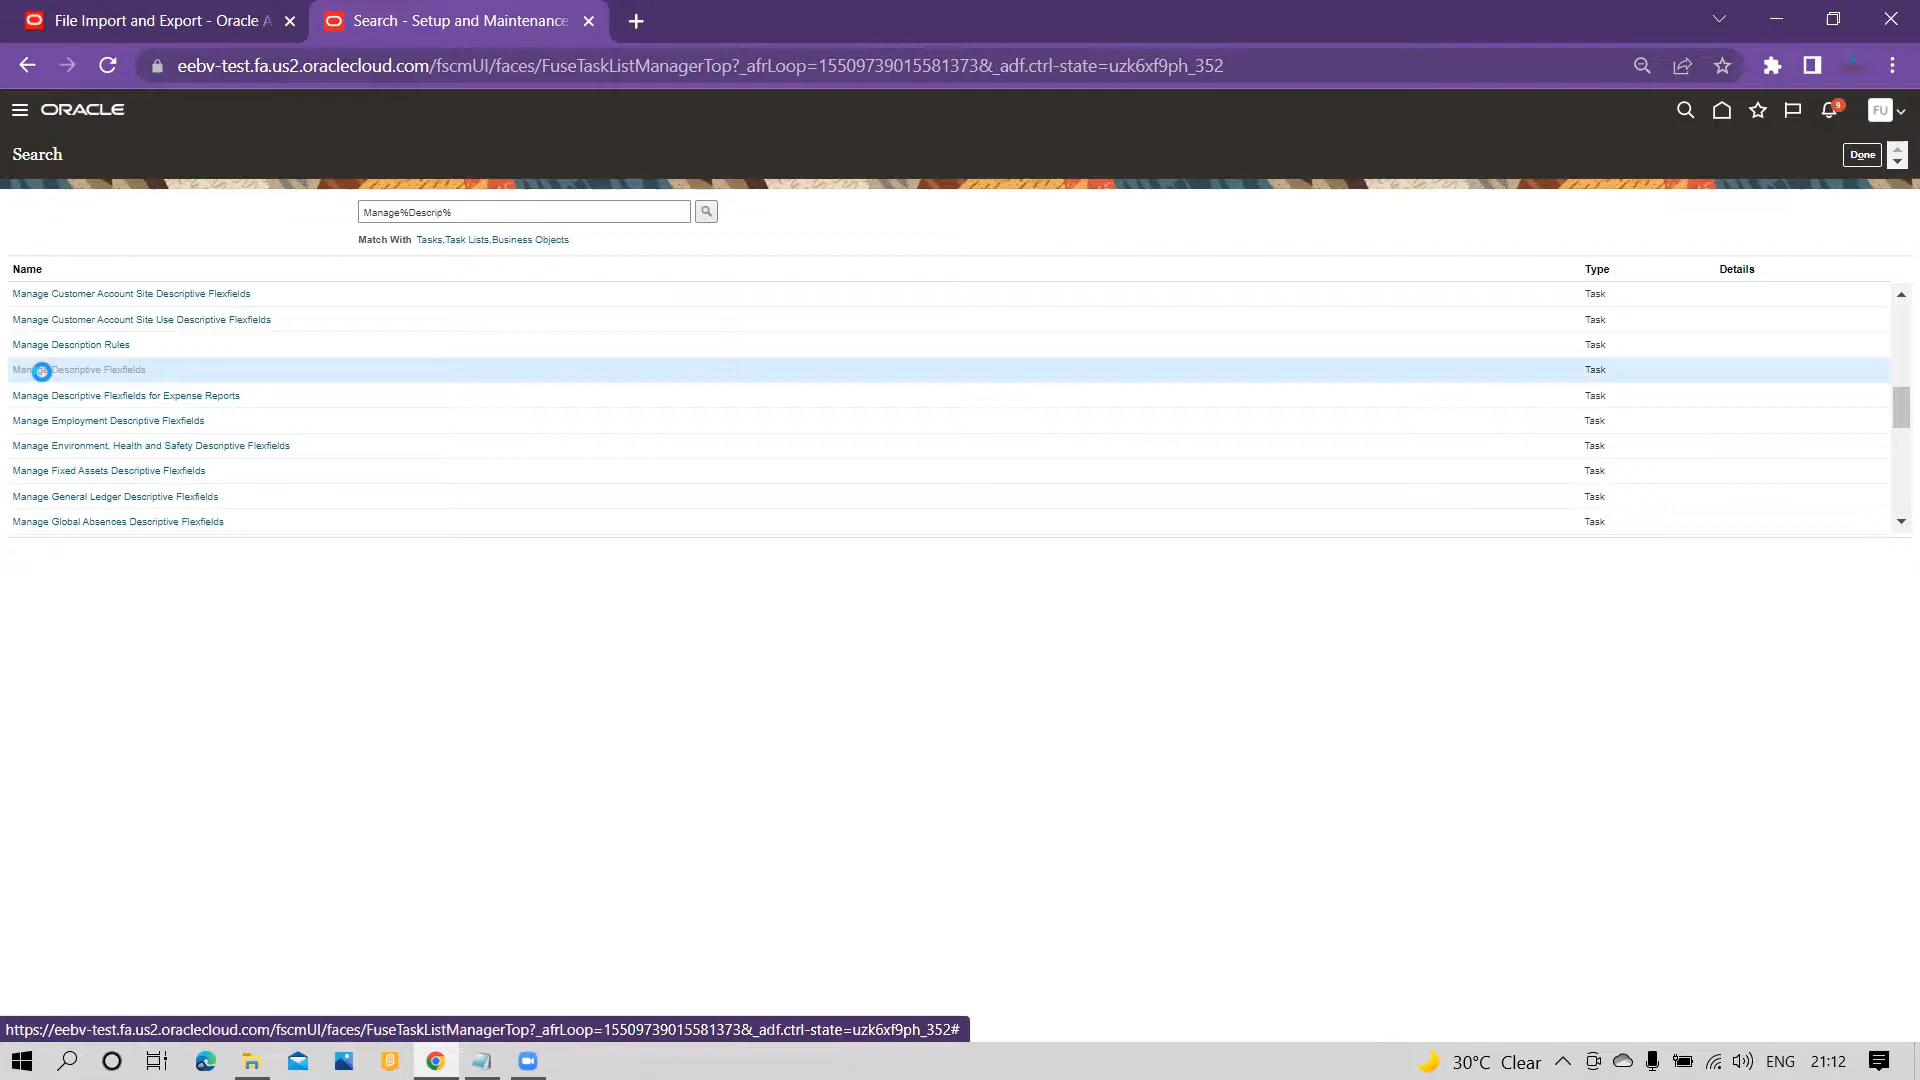 File Import and Export - Oracle A
Search - Setup and Maintenance
eebv-test.fa.us2.oraclecloud.com/fscmUI/faces/FuseTaskListManagerTop?_afrLoop=15509739015581373&_adf.ctrl-state=uzk6xf9ph_352
ORACLE
9
FU
Search
Done
Manage%Descrip%
Match With Tasks,Task Lists,Business Objects
Name Type Details
Manage Customer Account Site Descriptive Flexfields Task
Manage Customer Account Site Use Descriptive Flexfields Task
Manage Description Rules Task
Manage Descriptive Flexfields Task
Manage Descriptive Flexfields for Expense Reports Task
Manage Employment Descriptive Flexfields Task
Manage Environment, Health and Safety Descriptive Flexfields Task
Manage Fixed Assets Descriptive Flexfields Task
Manage General Ledger Descriptive Flexfields Task
Manage Global Absences Descriptive Flexfields Task
https://eebv-test.fa.us2.oraclecloud.com/fscmUI/faces/FuseTaskListManagerTop?_afrLoop=15509739015581373&_adf.ctrl-state=uzk6xf9ph_352#
30°C Clear ENG 21:12